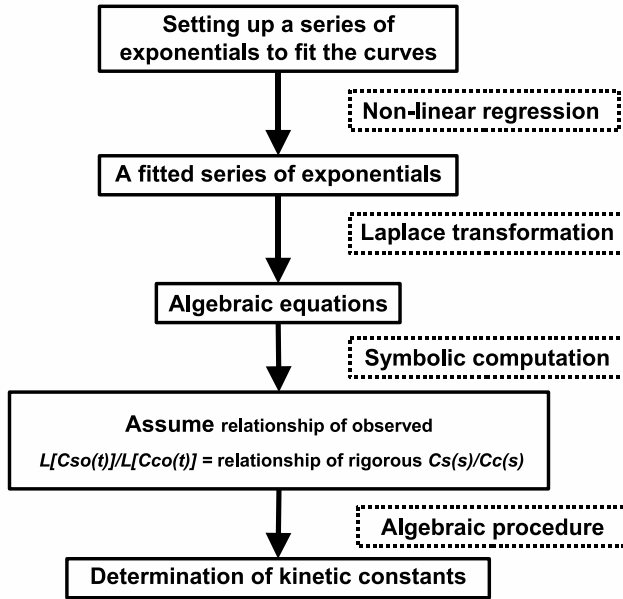 Setting up a series of
exponentials to fit the curves
Non-linear regression
A fitted series of exponentials
Laplace transformation
Algebraic equations
Symbolic computation
Assume relationship of observed
L[Cso(t)]/L[Cco(t)] = relationship of rigorous Cs(s)/Cc(s)
Algebraic procedure
Determination of kinetic constants